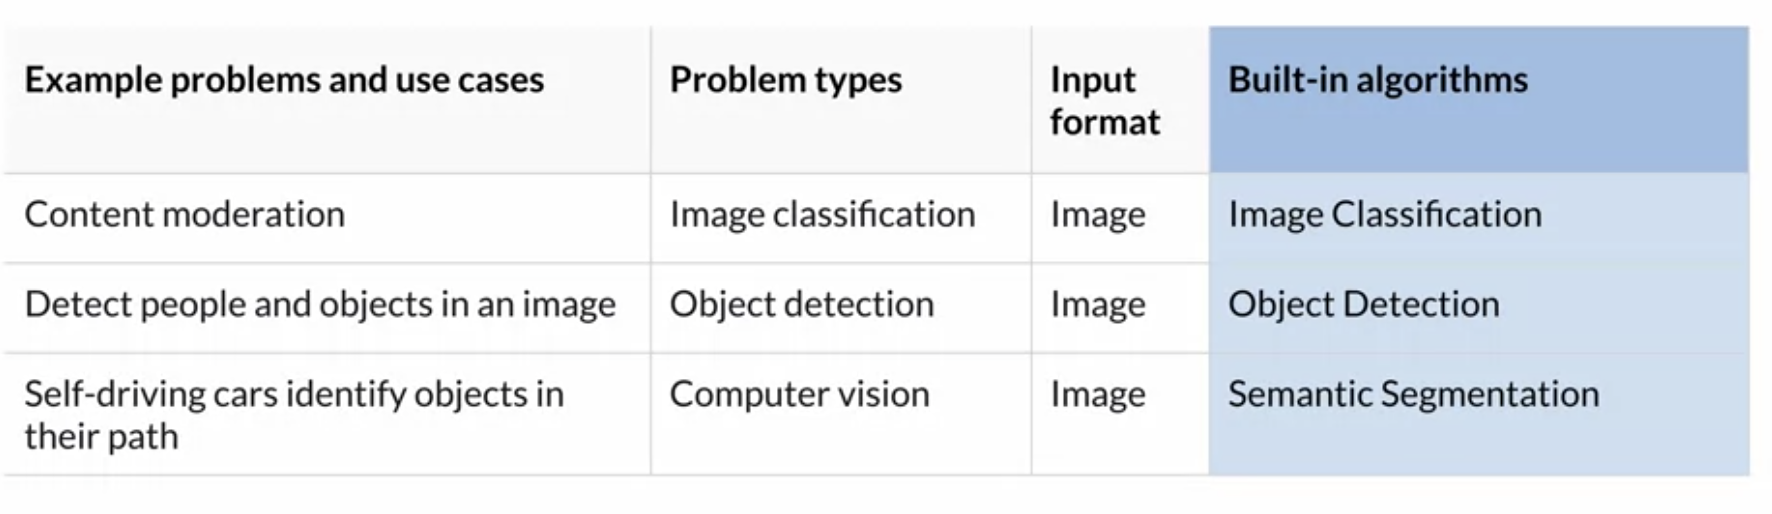 Example problems and use cases
Problem types
Input
format
Built-in algorithms
Content moderation
Image classification
Image
Image Classification
Detect people and objects in an image
Object detection
Image
Object Detection
Self-driving cars identify objects in
their path
Computer vision
Image
Semantic Segmentation